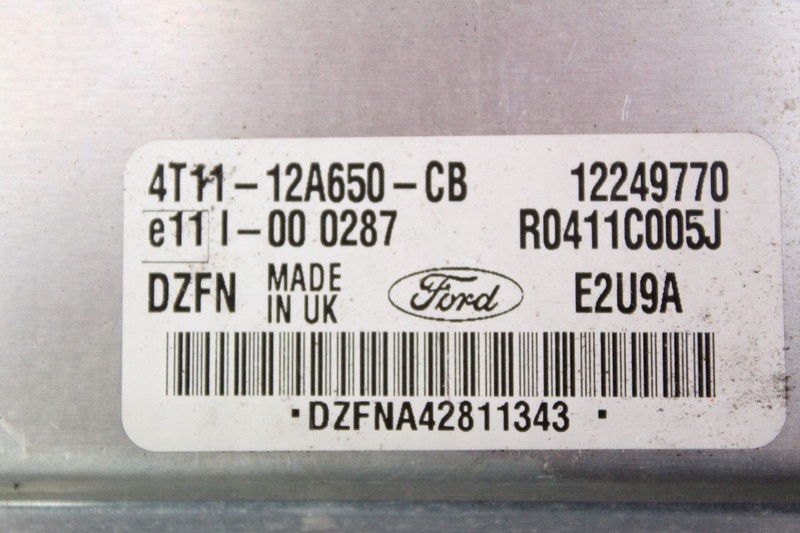 4T11-12A650-CB 12249770
e11 I-00 0287 R0411C005J
DZFN MADE IN UK Ford E2U9A
·DZFNA42811343 ·